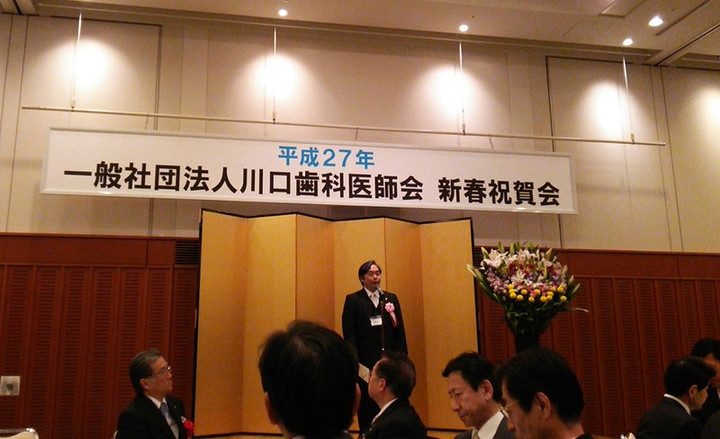 平成27年
一般社団法人川口歯科医師会 新春祝賀会